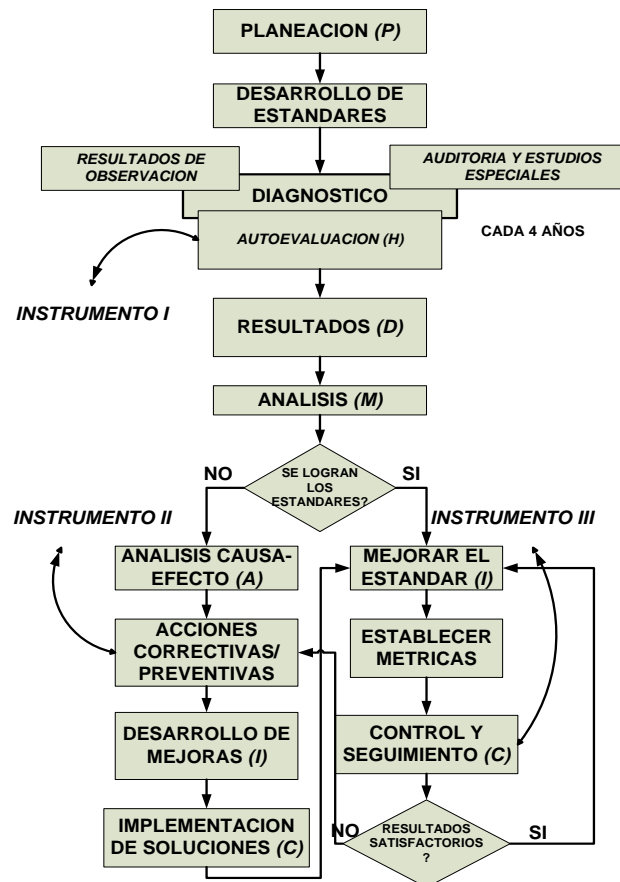 PLANEACION (P)
DESARROLLO DE
ESTANDARES
RESULTADOS DE
OBSERVACION
AUDITORIA Y ESTUDIOS
ESPECIALES
DIAGNOSTICO
AUTOEVALUACION (H)
CADA 4 AÑOS
INSTRUMENTO I
RESULTADOS (D)
ANALISIS (M)
SE LOGRAN
LOS
ESTANDARES?
NO
SI
INSTRUMENTO II
INSTRUMENTO III
ANALISIS CAUSA-
EFECTO (A)
MEJORAR EL
ESTANDAR (I)
ACCIONES
CORRECTIVAS/
PREVENTIVAS
ESTABLECER
METRICAS
DESARROLLO DE
MEJORAS (I)
CONTROL Y
SEGUIMIENTO (C)
IMPLEMENTACION
DE SOLUCIONES (C)
NO
RESULTADOS
SATISFACTORIOS
?
SI